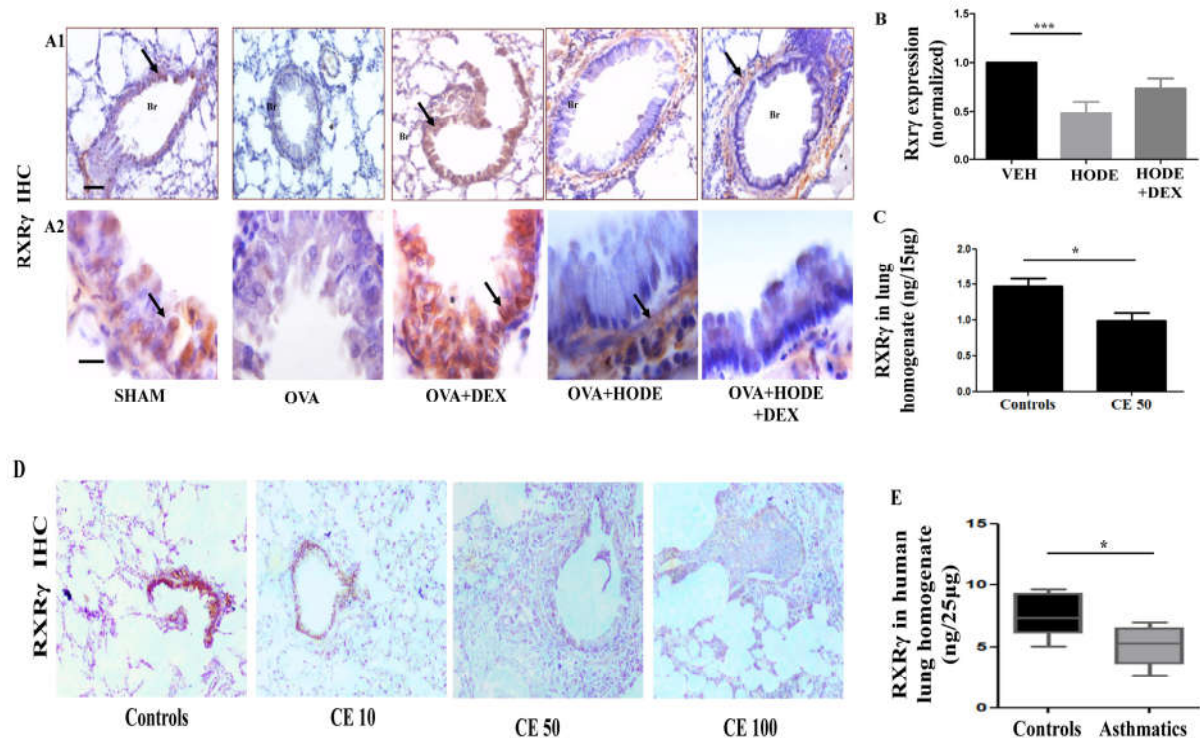 A1
Br
Br
Br
Br
Br
RXRγ IHC
A2
SHAM
OVA
OVA+DEX
OVA+HODE
OVA+HODE
+DEX
B
Rxrγ expression
(normalized)
1.5
1.0
0.5
0.0
***
VEH
HODE
HODE
+DEX
C
RXRγ in lung
homogenate (ng/15µg)
2.0
1.5
1.0
0.5
0.0
*
Controls
CE 50
D
RXRγ IHC
Controls
CE 10
CE 50
CE 100
E
RXRγ in human
lung homogenate
(ng/25µg)
15
10
5
0
*
Controls
Asthmatics